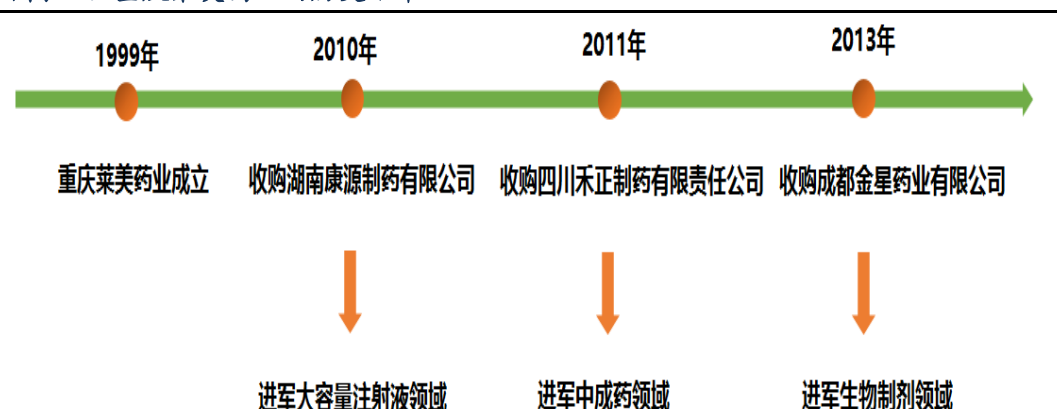 1999年
2010年
2011年
2013年
重庆莱美药业成立
收购湖南康源制药有限公司
收购四川禾正制药有限责任公司
收购成都金星药业有限公司
进军大容量注射液领域
进军中成药领域
进军生物制剂领域